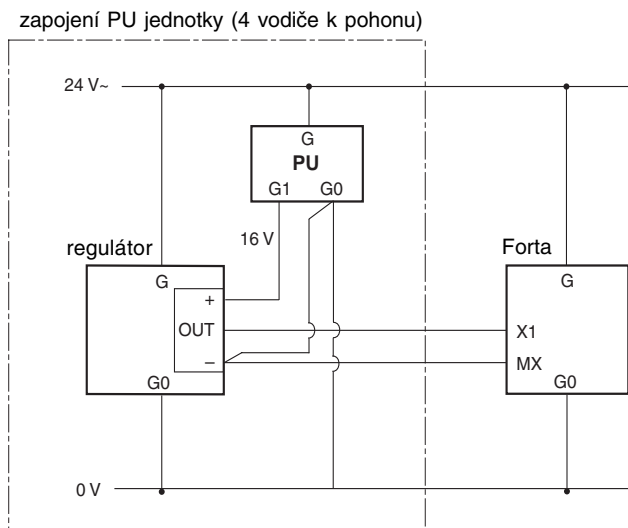 zapojení PU jednotky (4 vodiče k pohonu)
24 V~
G
PU
G1 G0
16 V
regulátor
Forta
G
G
+
OUT
X1
–
MX
G0
G0
0 V